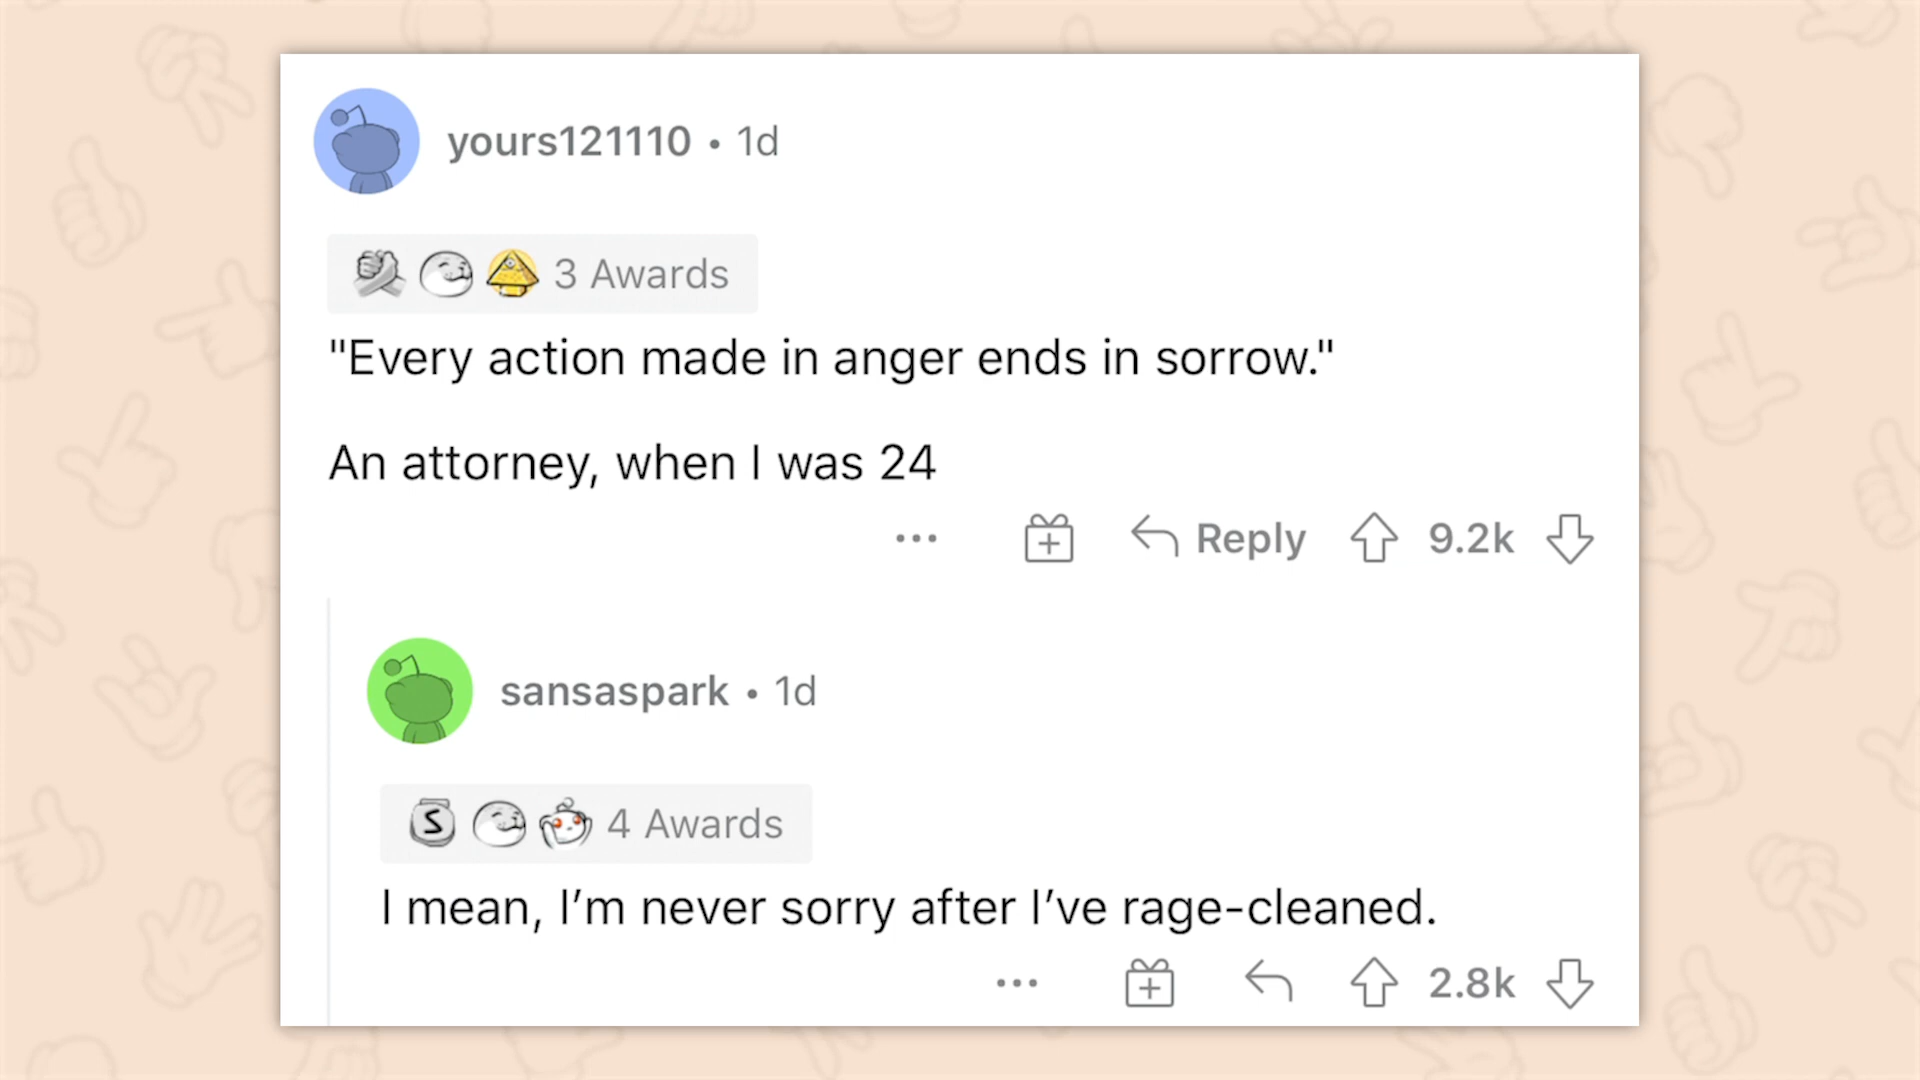 yours121110 • 1d
3 Awards
"Every action made in anger ends in sorrow."
An attorney, when I was 24
... Reply 9.2k
sansaspark • 1d
S 4 Awards
I mean, I’m never sorry after I’ve rage-cleaned.
... 2.8k